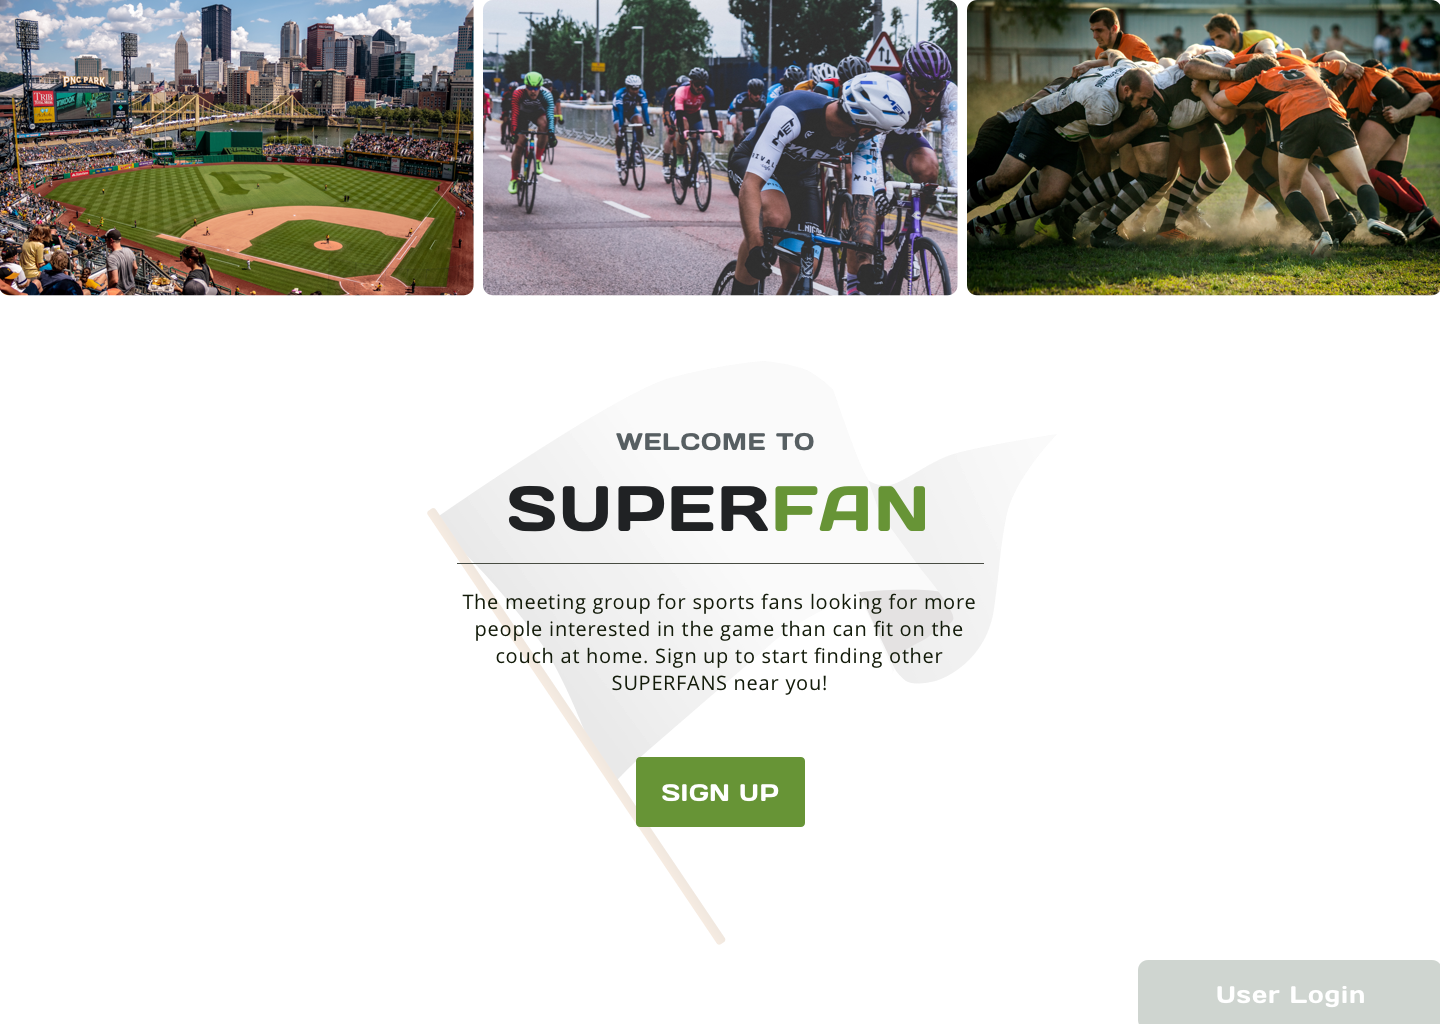 PNC PARK
TRIB
WELCOME TO
SUPERFAN
The meeting group for sports fans looking for more
people interested in the game than can fit on the
couch at home. Sign up to start finding other
SUPERFANS near you!
SIGN UP
User Login